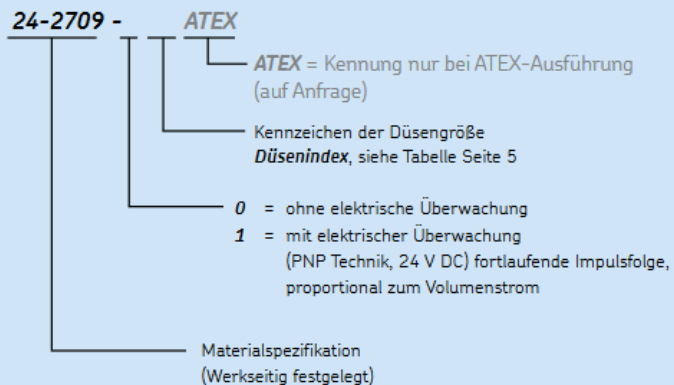 24-2709 - ATEX
ATEX = Kennung nur bei ATEX-Ausführung
(auf Anfrage)
Kennzeichen der Düsengröße
Düsenindex, siehe Tabelle Seite 5
0 = ohne elektrische Überwachung
1 = mit elektrischer Überwachung
(PNP Technik, 24 V DC) fortlaufende Impulsfolge,
proportional zum Volumenstrom
Materialspezifikation
(Werkseitig festgelegt)